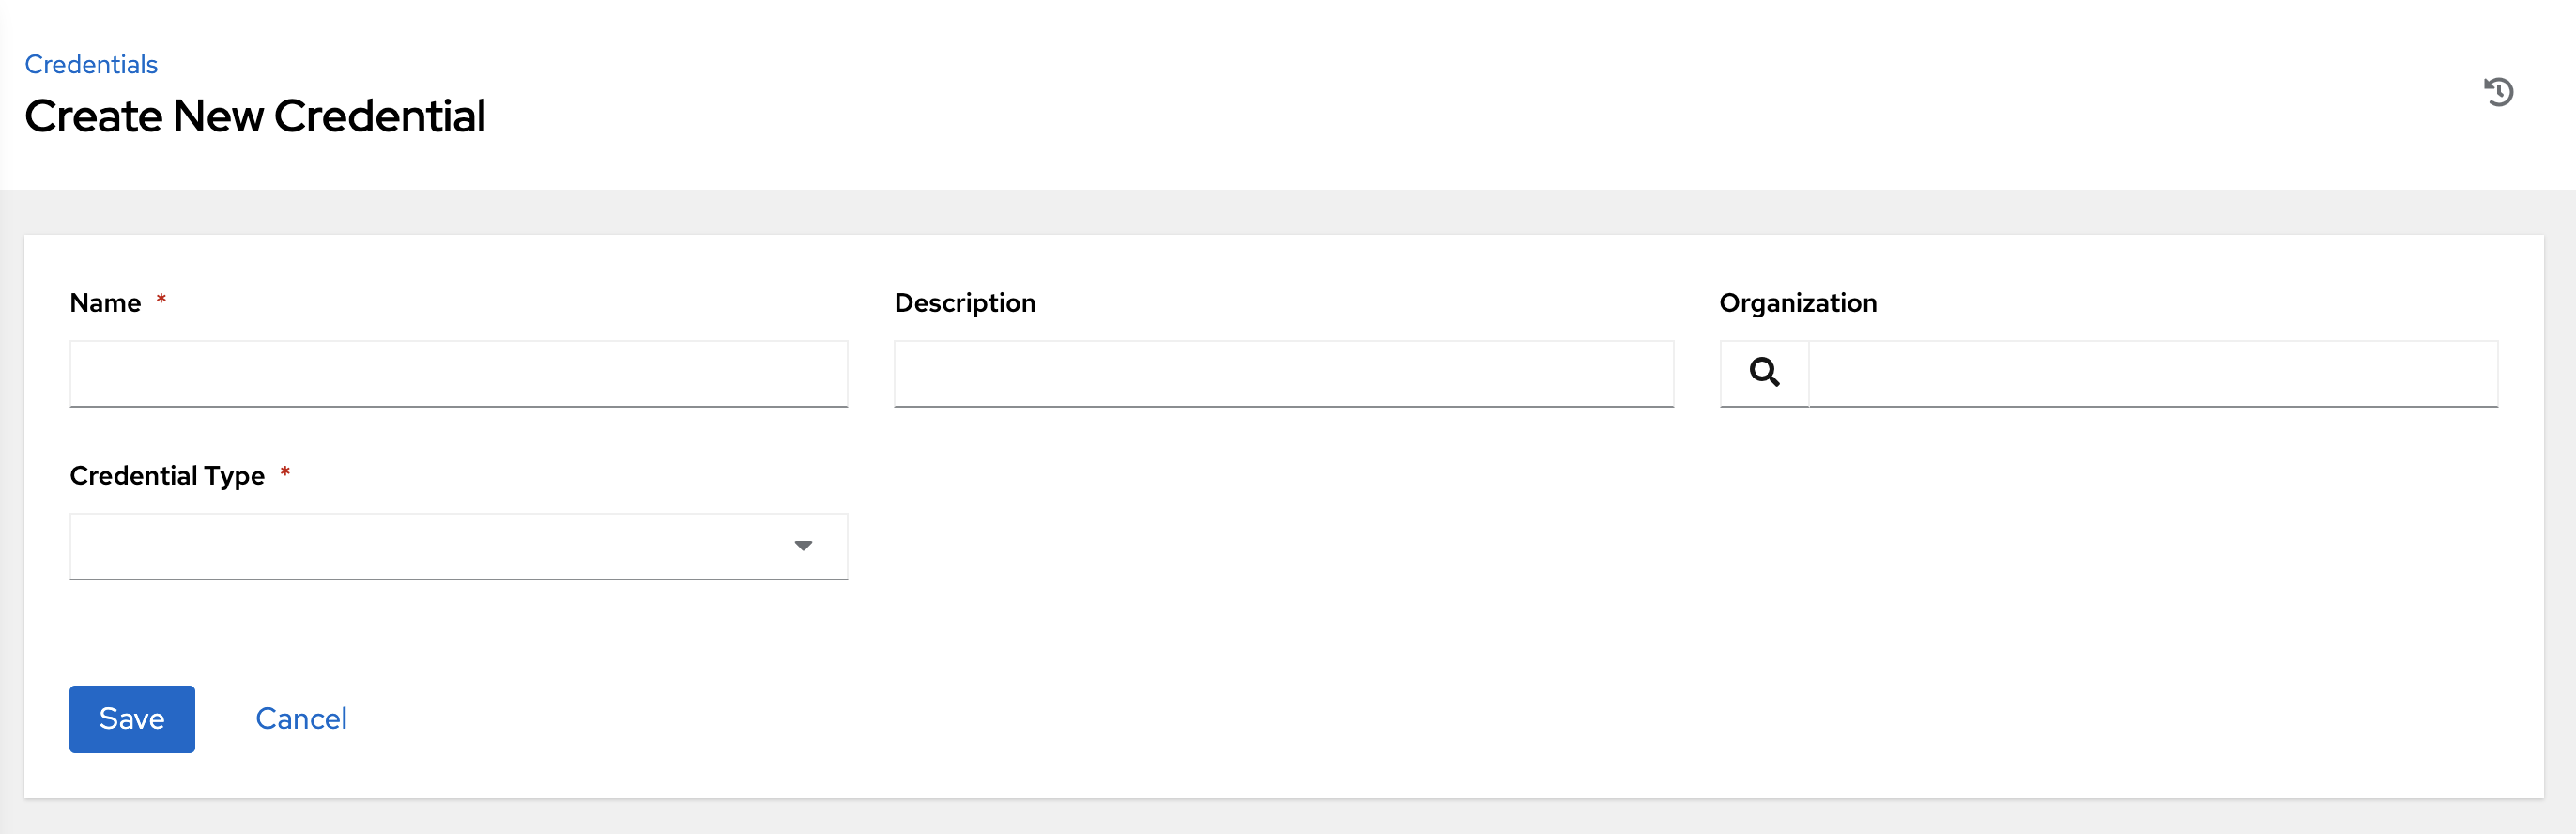 Credentials
Create New Credential
Name *
Description
Organization
Credential Type *
Save
Cancel